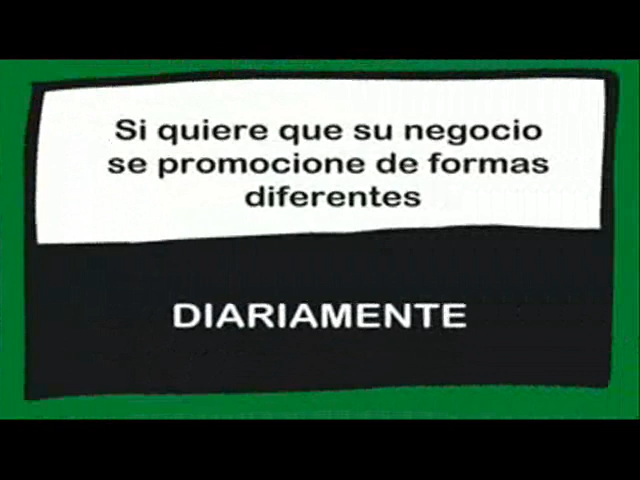 Si quiere que su negocio
se promocione de formas
diferentes
DIARIAMENTE